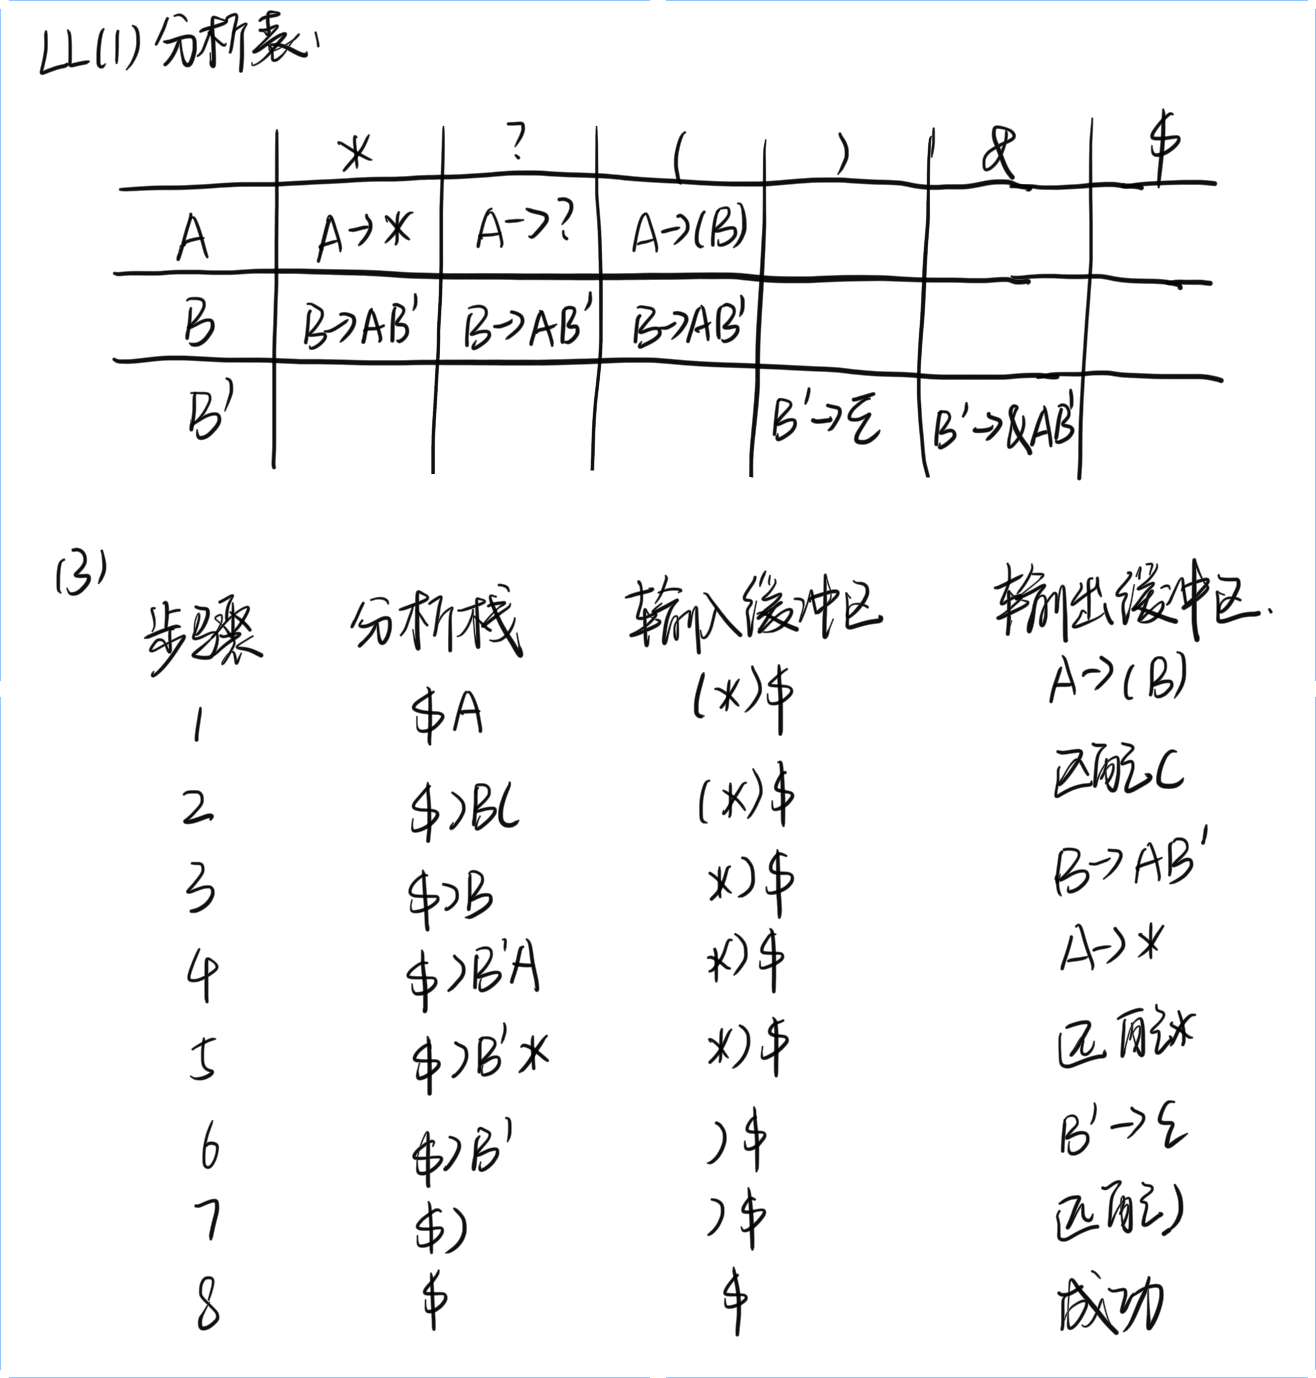 LL(1)分析表:
* ? ( ) & $
A A→* A→? A→(B)
B B→AB' B→AB' B→AB'
B' B'→ε B'→&AB'
(3)
步骤 分析栈 输入缓冲区 输出缓冲区.
1 $A (*)$ A→(B)
2 $)B( (*)$ 匹配(
3 $)B *)$ B→AB'
4 $)B'A *)$ A→*
5 $)B'* *)$ 匹配*
6 $)B' )$ B'→ε
7 $) )$ 匹配)
8 $ $ 成功